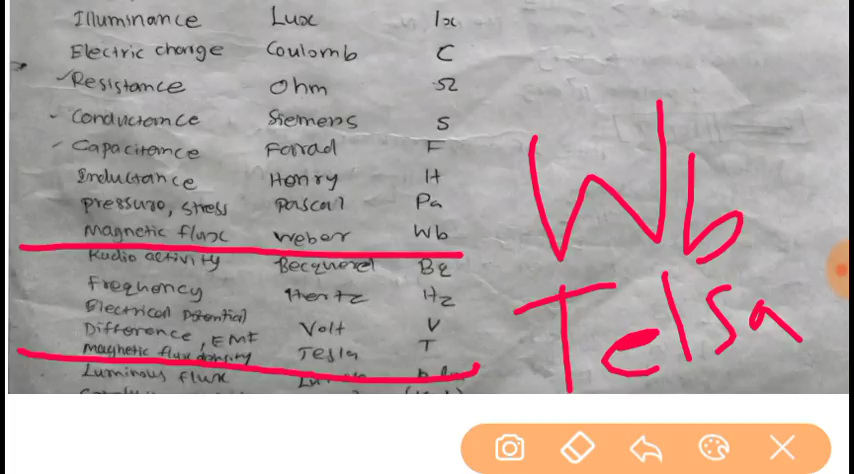 Illuminance Lux lx
Electric charge Coulomb C
Resistance Ohm Ω
Conductance Siemens S
Capacitance Farad F
Inductance Henry H
pressure, stress pascal Pa
Magnetic flux weber Wb
Radio activity Becquerel Bq
Frequency Hertz Hz
Electrical potential
Difference, EMF Volt V
Magnetic flux density Tesla T
Luminous flux
Wb
Telsa